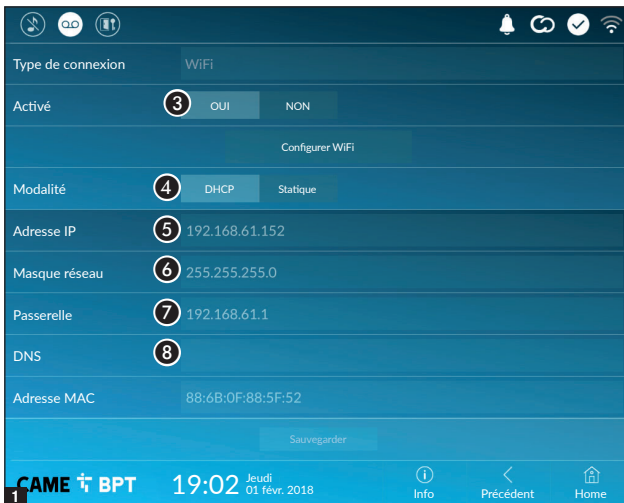 Type de connexion WiFi
Activé 3 OUI NON
Configurer WiFi
Modalité 4 DHCP Statique
Adresse IP 5 192.168.61.152
Masque réseau 6 255.255.255.0
Passerelle 7 192.168.61.1
DNS 8
Adresse MAC 88:6B:0F:88:5F:52
Sauvegarder
CAME BPT 19:02 Jeudi
01 févr. 2018
Info Précédent Home
1